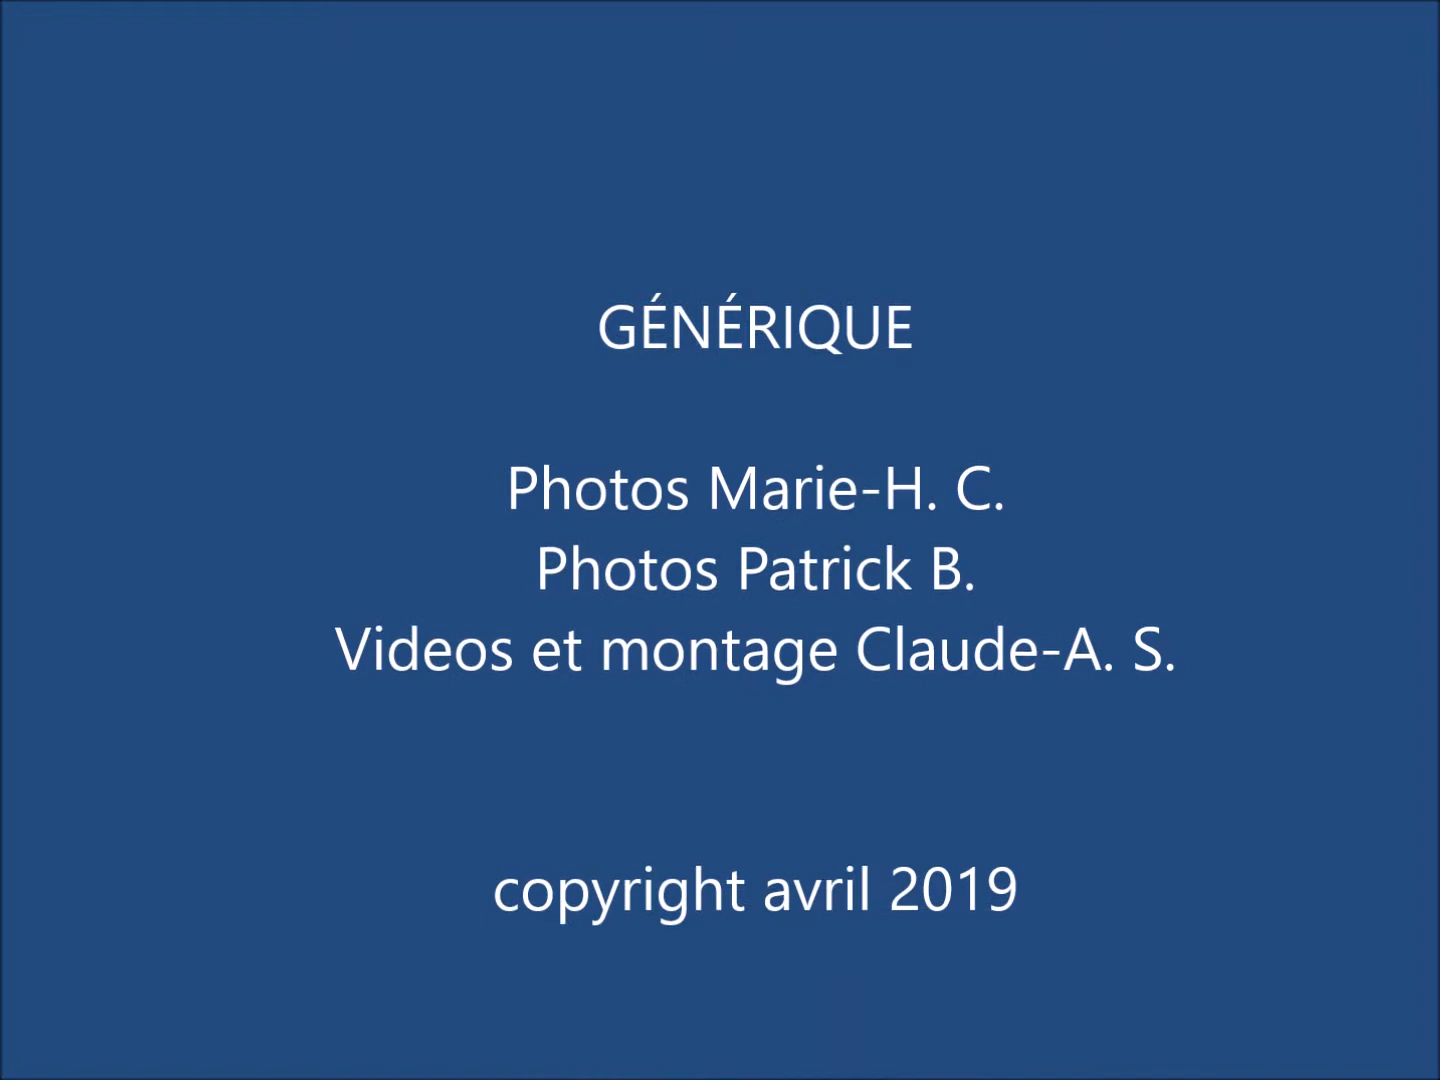 GÉNÉRIQUE
Photos Marie-H. C.
Photos Patrick B.
Videos et montage Claude-A. S.
copyright avril 2019